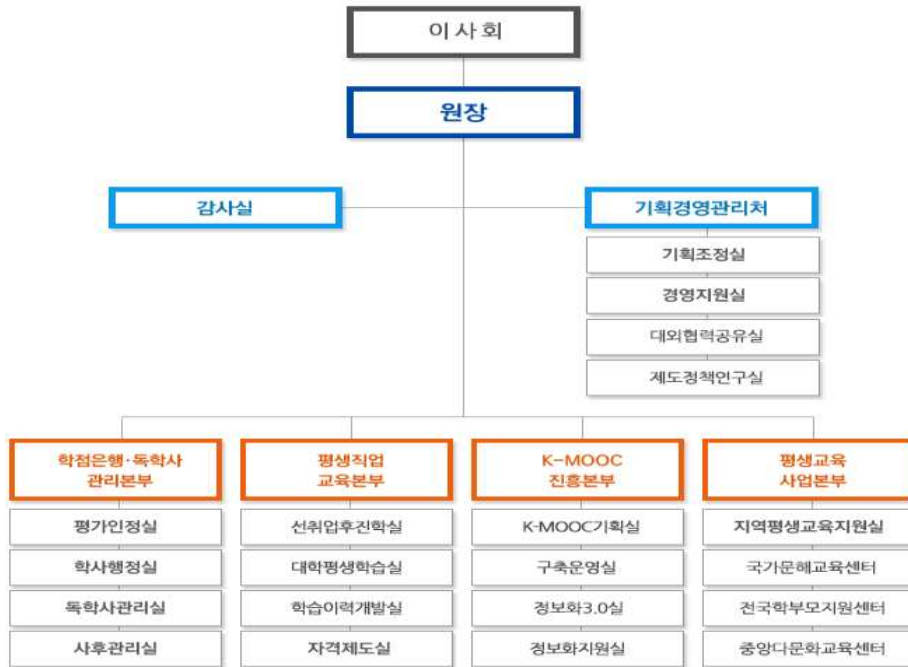 이사회
원장
감사실
기획경영관리처
기획조정실
경영지원실
대외협력공유실
제도정책연구실
학점은행·독학사
관리본부
평가인정실
학사행정실
독학사관리실
사후관리실
평생직업
교육본부
선취업후진학실
대학평생학습실
학습이력개발실
자격제도실
K-MOOC
진흥본부
K-MOOC기획실
구축운영실
정보화3.0실
정보화지원실
평생교육
사업본부
지역평생교육지원실
국가문해교육센터
전국학부모지원센터
중앙다문화교육센터